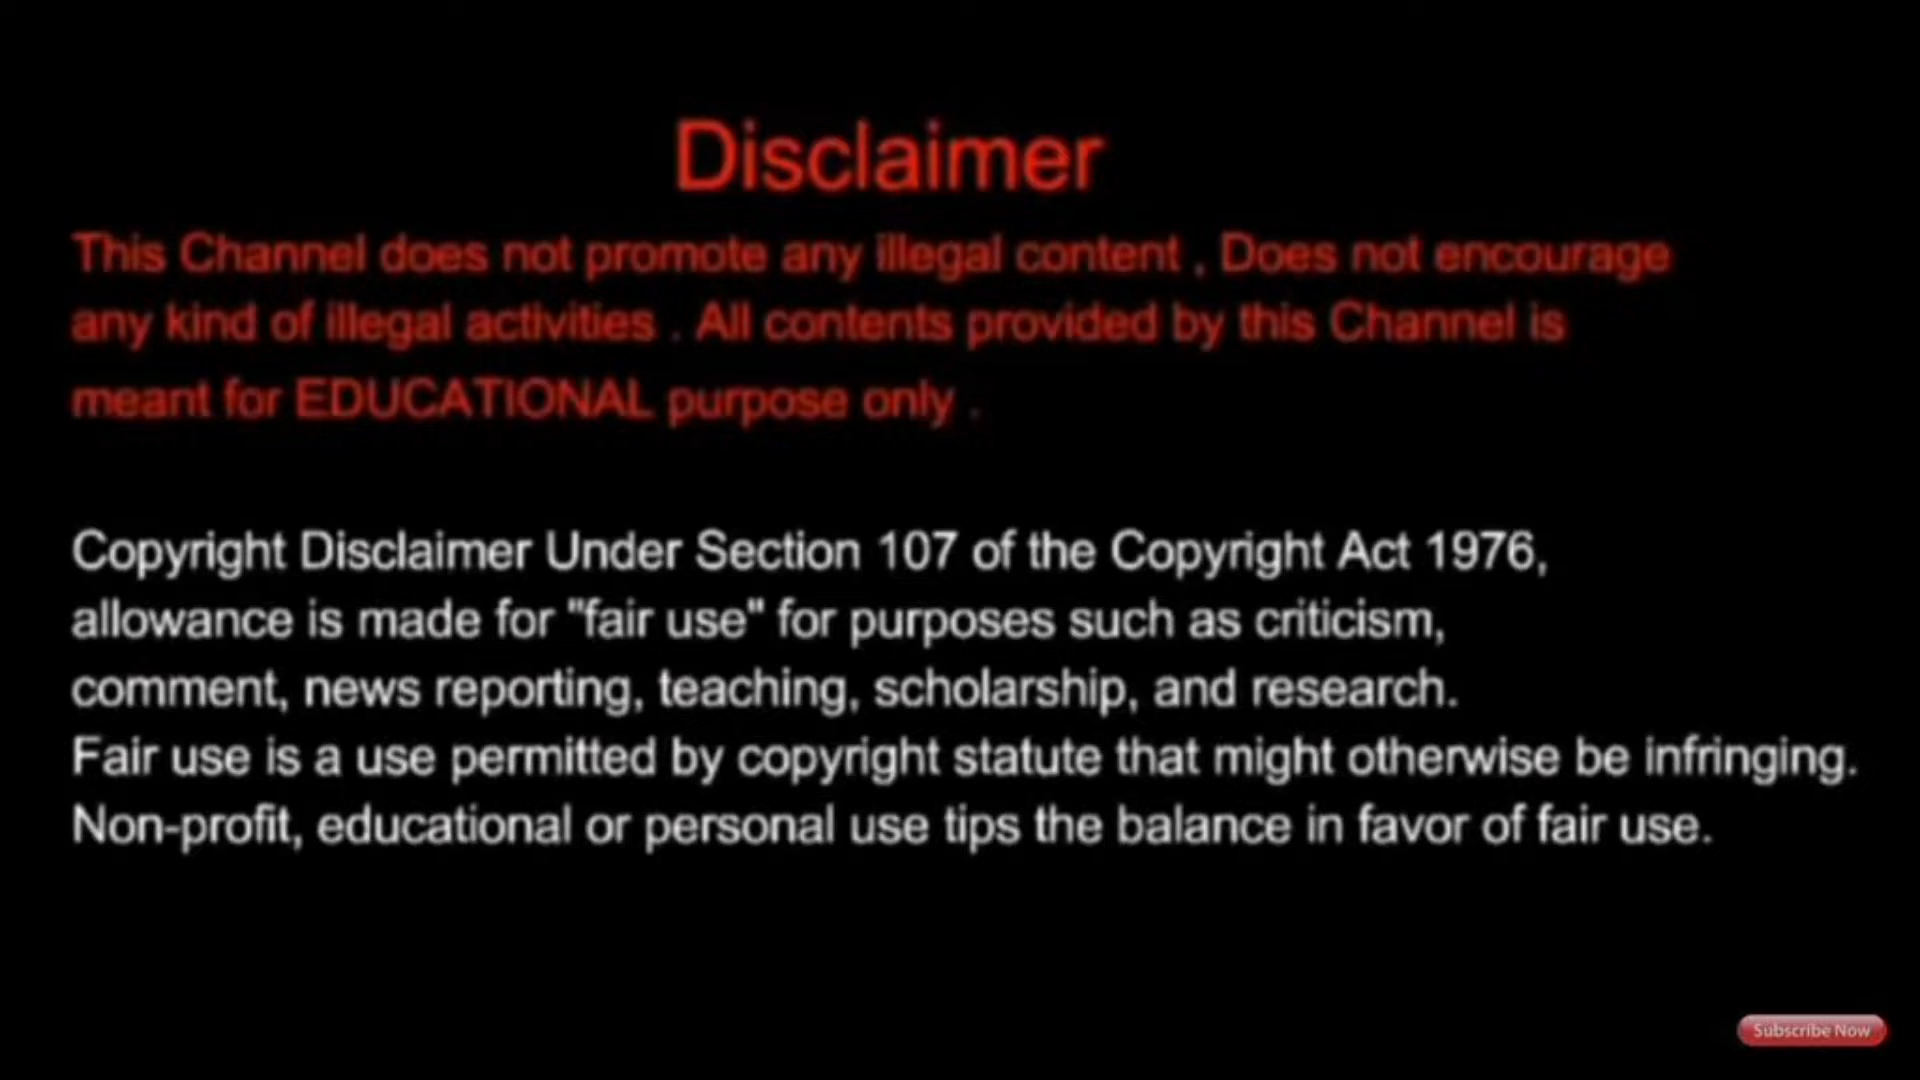 Disclaimer
This Channel does not promote any illegal content , Does not encourage
any kind of illegal activities . All contents provided by this Channel is
meant for EDUCATIONAL purpose only .
Copyright Disclaimer Under Section 107 of the Copyright Act 1976,
allowance is made for "fair use" for purposes such as criticism,
comment, news reporting, teaching, scholarship, and research.
Fair use is a use permitted by copyright statute that might otherwise be infringing.
Non-profit, educational or personal use tips the balance in favor of fair use.
Subscribe Now